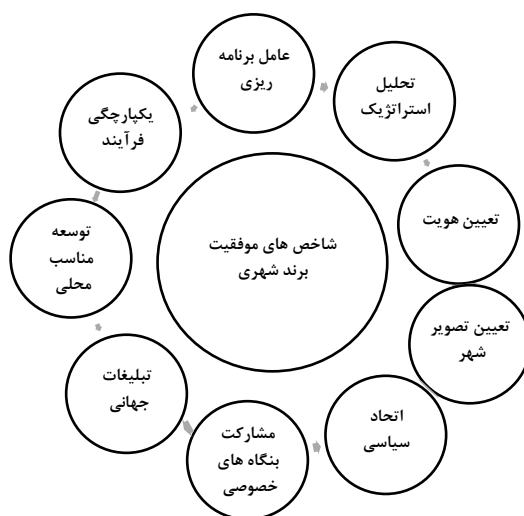 عامل برنامه
ریزی
تحلیل
استراتژیک
تعیین هویت
تعیین تصویر
شهر
اتحاد
سیاسی
مشارکت
بنگاه های
خصوصی
تبلیغات
جهانی
توسعه
مناسب
محلی
یکپارچگی
فرآیند
شاخص های موفقیت
برند شهری